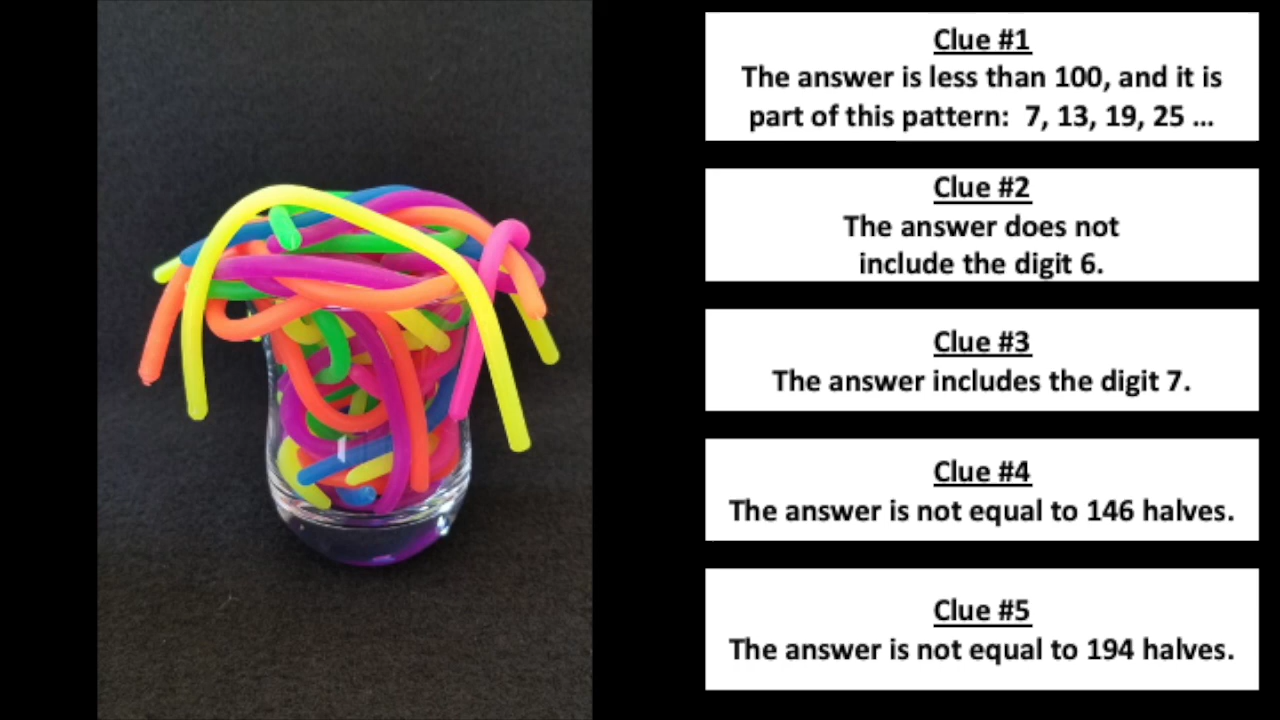 Clue #1
The answer is less than 100, and it is
part of this pattern:  7, 13, 19, 25 ...
Clue #2
The answer does not
include the digit 6.
Clue #3
The answer includes the digit 7.
Clue #4
The answer is not equal to 146 halves.
Clue #5
The answer is not equal to 194 halves.